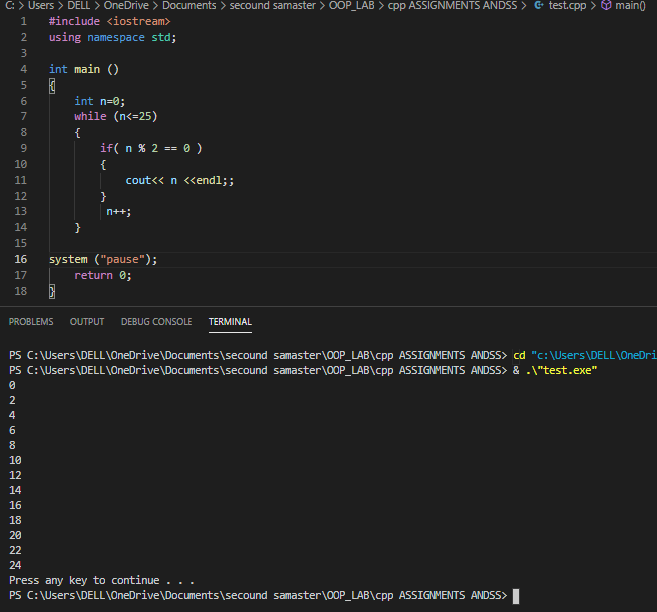 C: > Users > DELL > OneDrive > Documents > secound samaster > OOP_LAB > cpp ASSIGNMENTS ANDSS > test.cpp > main()
1 #include <iostream>
2 using namespace std;
3
4 int main ()
5 {
6 int n=0;
7 while (n<=25)
8 {
9 if( n % 2 == 0 )
10 {
11 cout<< n <<endl;;
12 }
13 n++;
14 }
15
16 system ("pause");
17 return 0;
18 }
PROBLEMS OUTPUT DEBUG CONSOLE TERMINAL
PS C:\Users\DELL\OneDrive\Documents\secound samaster\OOP_LAB\cpp ASSIGNMENTS ANDSS> cd "c:\Users\DELL\OneDri
PS C:\Users\DELL\OneDrive\Documents\secound samaster\OOP_LAB\cpp ASSIGNMENTS ANDSS> & .\"test.exe"
0
2
4
6
8
10
12
14
16
18
20
22
24
Press any key to continue . . .
PS C:\Users\DELL\OneDrive\Documents\secound samaster\OOP_LAB\cpp ASSIGNMENTS ANDSS>